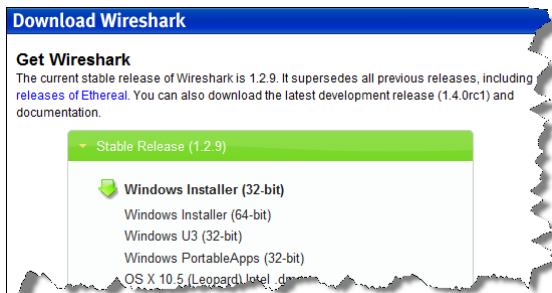 Download Wireshark
Get Wireshark
The current stable release of Wireshark is 1.2.9. It supersedes all previous releases, including
releases of Ethereal. You can also download the latest development release (1.4.0rc1) and
documentation.
Stable Release (1.2.9)
Windows Installer (32-bit)
Windows Installer (64-bit)
Windows U3 (32-bit)
Windows PortableApps (32-bit)
OS X 10.5 (Leopard) Intel .dmg